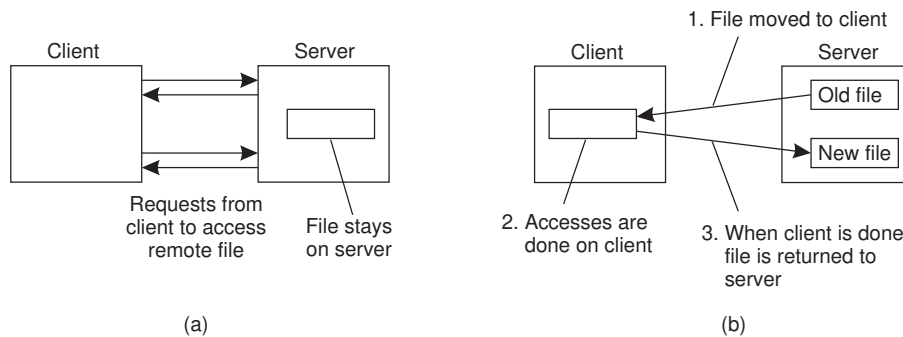 Client
Server
Requests from
client to access
remote file
File stays
on server
(a)
1. File moved to client
Client
Server
Old file
New file
2. Accesses are
done on client
3. When client is done
file is returned to
server
(b)